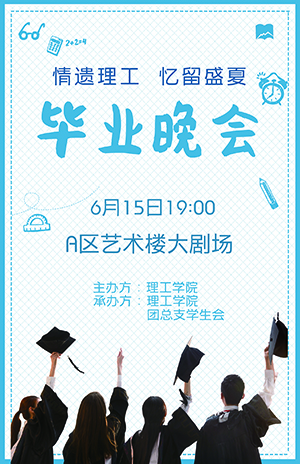 情遗理工 忆留盛夏
毕业晚会
6月15日19:00
A区艺术楼大剧场
主办方：理工学院
承办方：理工学院
团总支学生会